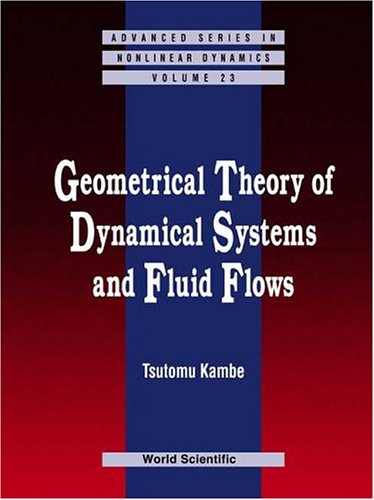 ADVANCED SERIES IN
NONLINEAR DYNAMICS
VOLUME 23
Geometrical Theory of
Dynamical Systems
and Fluid Flows
Tsutomu Kambe
World Scientific